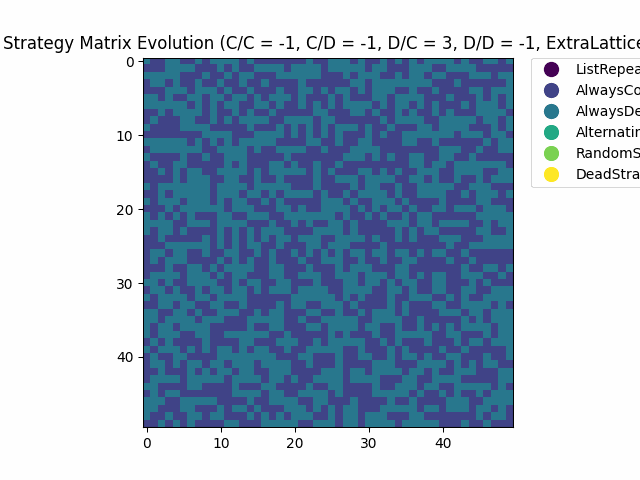 Strategy Matrix Evolution (C/C = -1, C/D = -1, D/C = 3, D/D = -1, ExtraLattice
ListRepea
AlwaysCo
AlwaysDe
Alternatin
RandomS
DeadStra
0
10
20
30
40
0
10
20
30
40